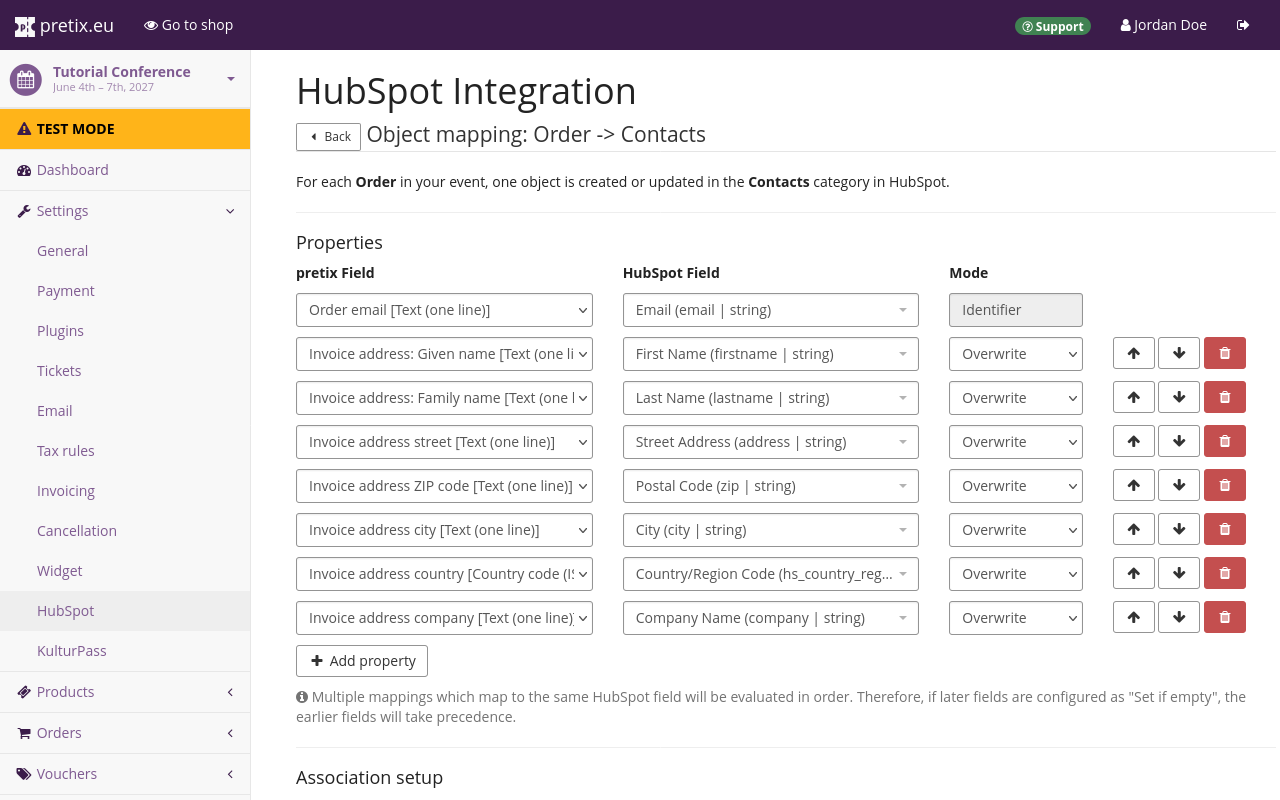 pretix.eu
Go to shop
Support
Jordan Doe
Tutorial Conference
June 4th – 7th, 2027
TEST MODE
Dashboard
Settings
General
Payment
Plugins
Tickets
Email
Tax rules
Invoicing
Cancellation
Widget
HubSpot
KulturPass
Products
Orders
Vouchers
HubSpot Integration
Back Object mapping: Order -> Contacts
For each Order in your event, one object is created or updated in the Contacts category in HubSpot.
Properties
pretix Field HubSpot Field Mode
Order email [Text (one line)] Email (email | string) Identifier
Invoice address: Given name [Text (one li First Name (firstname | string) Overwrite
Invoice address: Family name [Text (one l Last Name (lastname | string) Overwrite
Invoice address street [Text (one line)] Street Address (address | string) Overwrite
Invoice address ZIP code [Text (one line)] Postal Code (zip | string) Overwrite
Invoice address city [Text (one line)] City (city | string) Overwrite
Invoice address country [Country code (IS Country/Region Code (hs_country_reg... Overwrite
Invoice address company [Text (one line)] Company Name (company | string) Overwrite
Add property
Multiple mappings which map to the same HubSpot field will be evaluated in order. Therefore, if later fields are configured as "Set if empty", the
earlier fields will take precedence.
Association setup